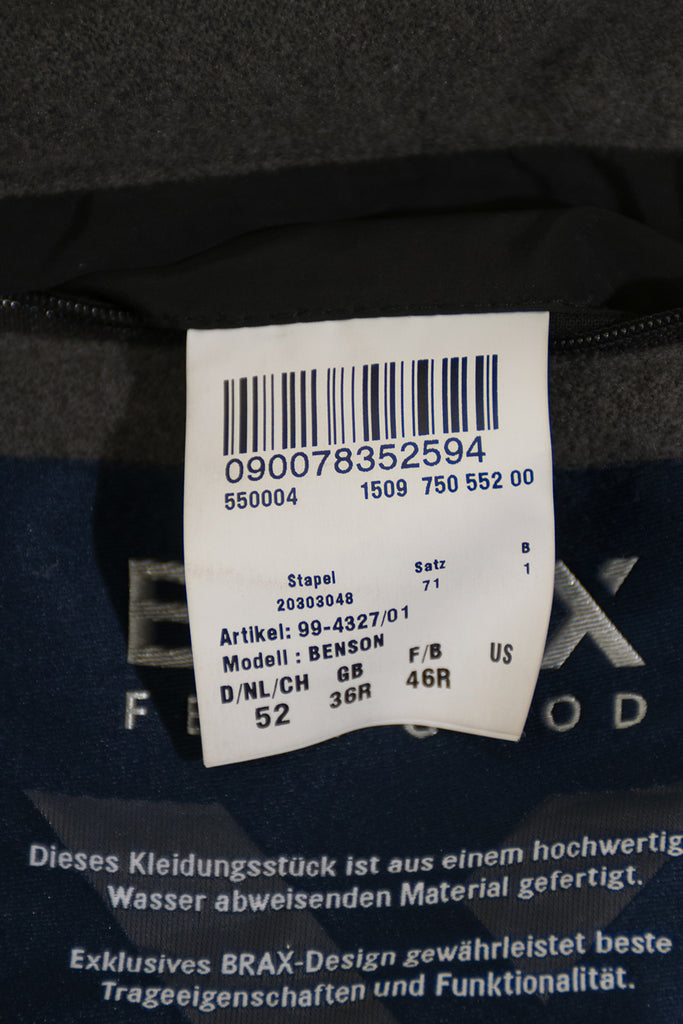 090078352594
550004 1509 750 552 00
Stapel Satz B
20303048 71 1
Artikel: 99-4327/01
Modell : BENSON
D/NL/CH GB F/B US
52 36R 46R
Dieses Kleidungsstück ist aus einem hochwertig
Wasser abweisenden Material gefertigt.
Exklusives BRAX-Design gewährleistet beste
Trageeigenschaften und Funktionalität.